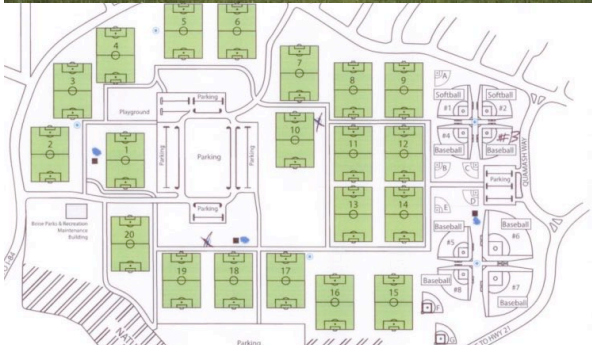 5
6
4
7
3
8
9
A
Softball
#1
Softball
#2
Parking
Playground
10
#4
Baseball
#3
Baseball
2
1
Parking
Parking
Parking
11
12
B
C
QUAMASH WAY
Parking
D
E
13
14
Parking
Boise Parks & Recreation
Maintenance
Building
20
Baseball
#5
Baseball
#6
19
18
17
16
15
Baseball
#8
#7
Baseball
F
G
TO HWY 21
Parking